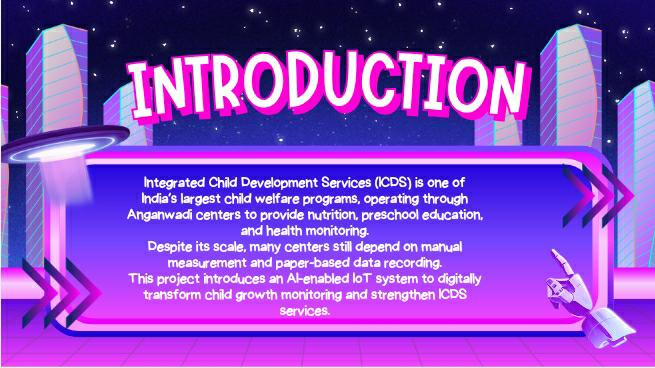 INTRODUCTION
Integrated Child Development Services (ICDS) is one of
India's largest child welfare programs, operating through
Anganwadi centers to provide nutrition, preschool education,
and health monitoring.
Despite its scale, many centers still depend on manual
measurement and paper-based data recording.
This project introduces an AI-enabled IoT system to digitally
transform child growth monitoring and strengthen ICDS
services.